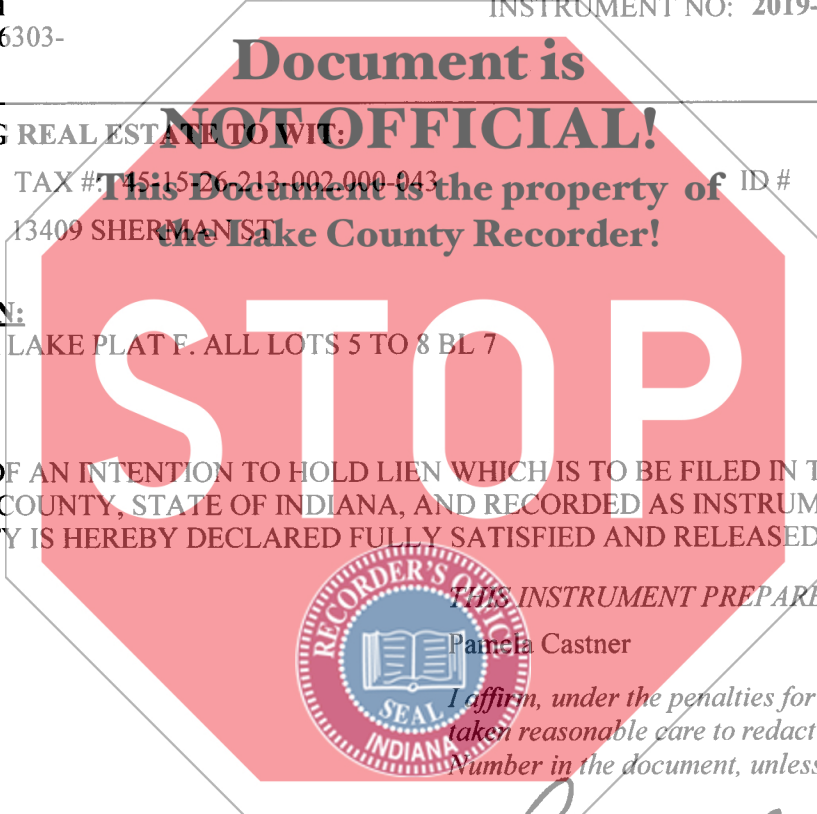 INSTRUMENT NO: 2019-
6303-
Document is
NOT OFFICIAL!
REAL ESTATE TO WIT:
TAX #: 45-15-26-213-002.000-043 ID #
This Document is the property of
13409 SHERMAN ST
the Lake County Recorder!
N:
LAKE PLAT F. ALL LOTS 5 TO 8 BL 7
STOP
OF AN INTENTION TO HOLD LIEN WHICH IS TO BE FILED IN T
COUNTY, STATE OF INDIANA, AND RECORDED AS INSTRUM
Y IS HEREBY DECLARED FULLY SATISFIED AND RELEASED
RECORDER'S OFFICE
SEAL
INDIANA
THIS INSTRUMENT PREPARE
Pamela Castner
I affirm, under the penalties for
taken reasonable care to redact
Number in the document, unless